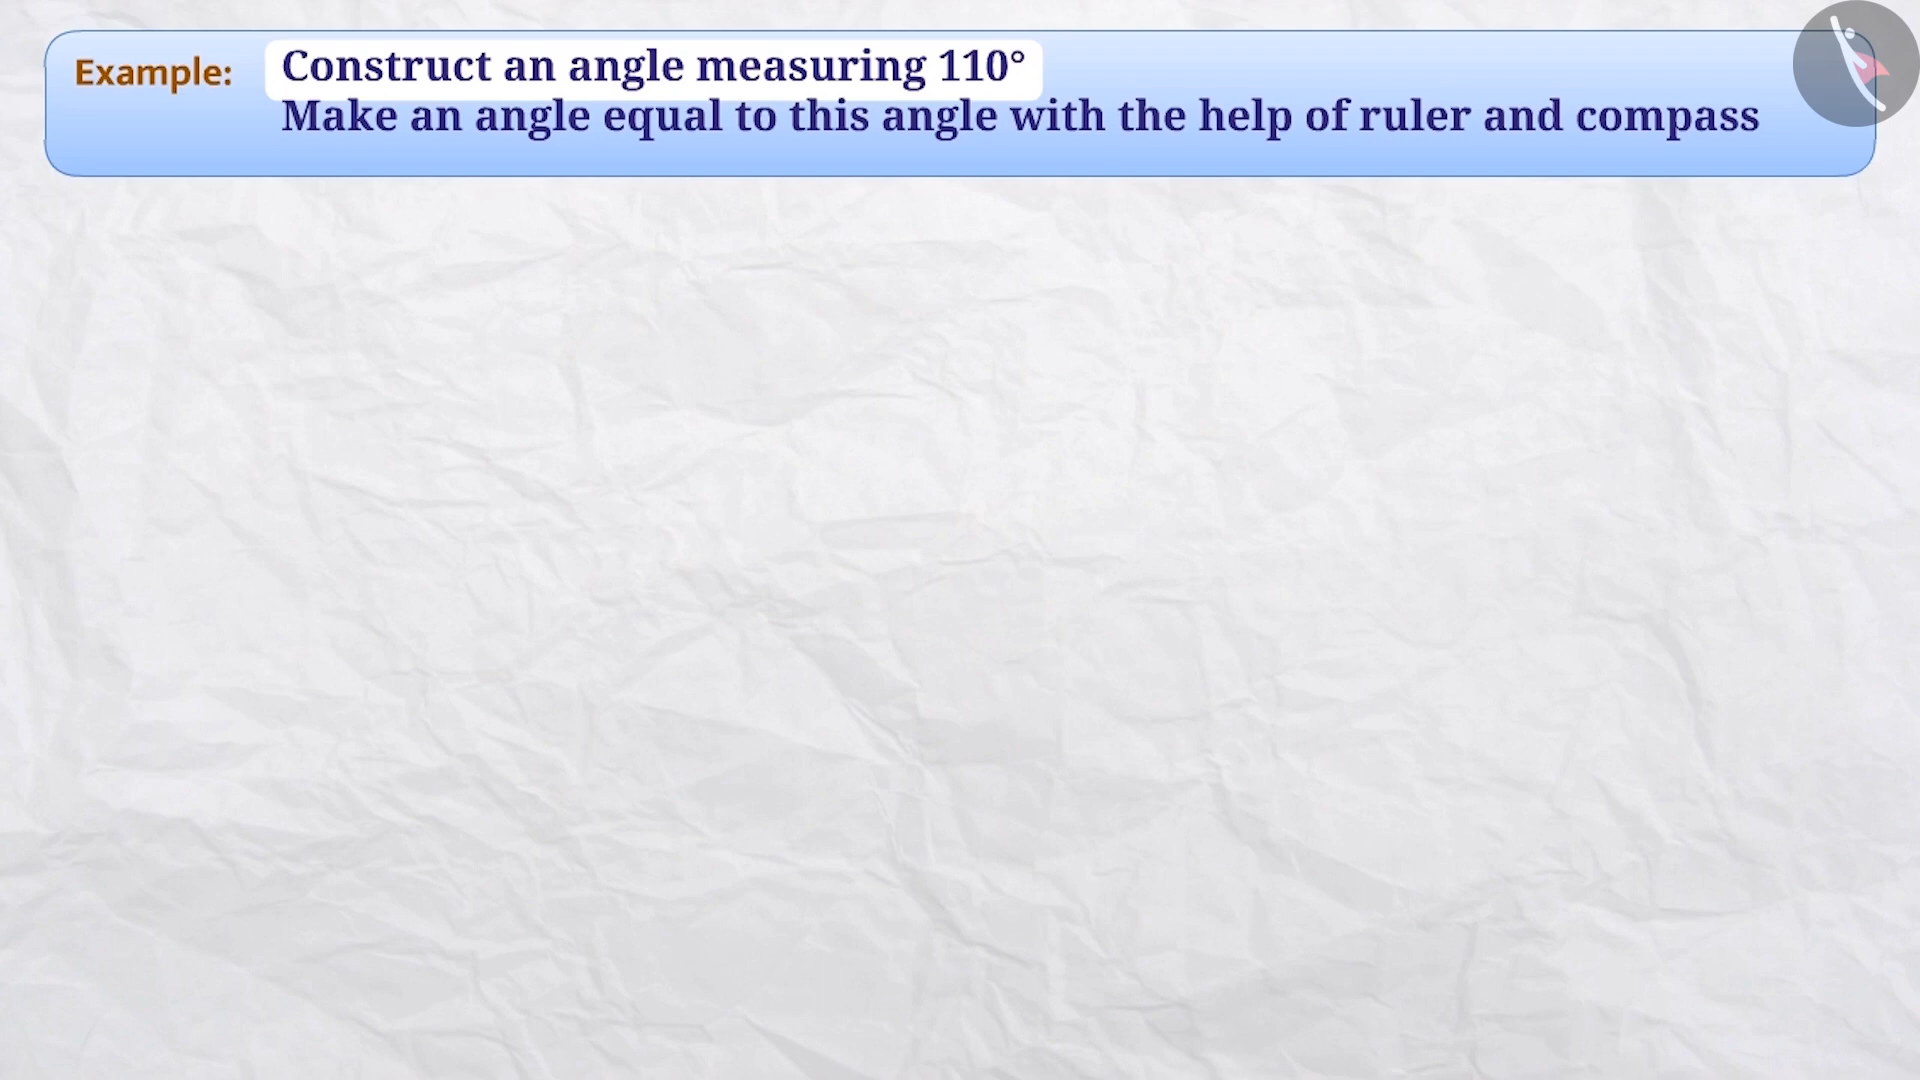 Example: Construct an angle measuring 110°
Make an angle equal to this angle with the help of ruler and compass